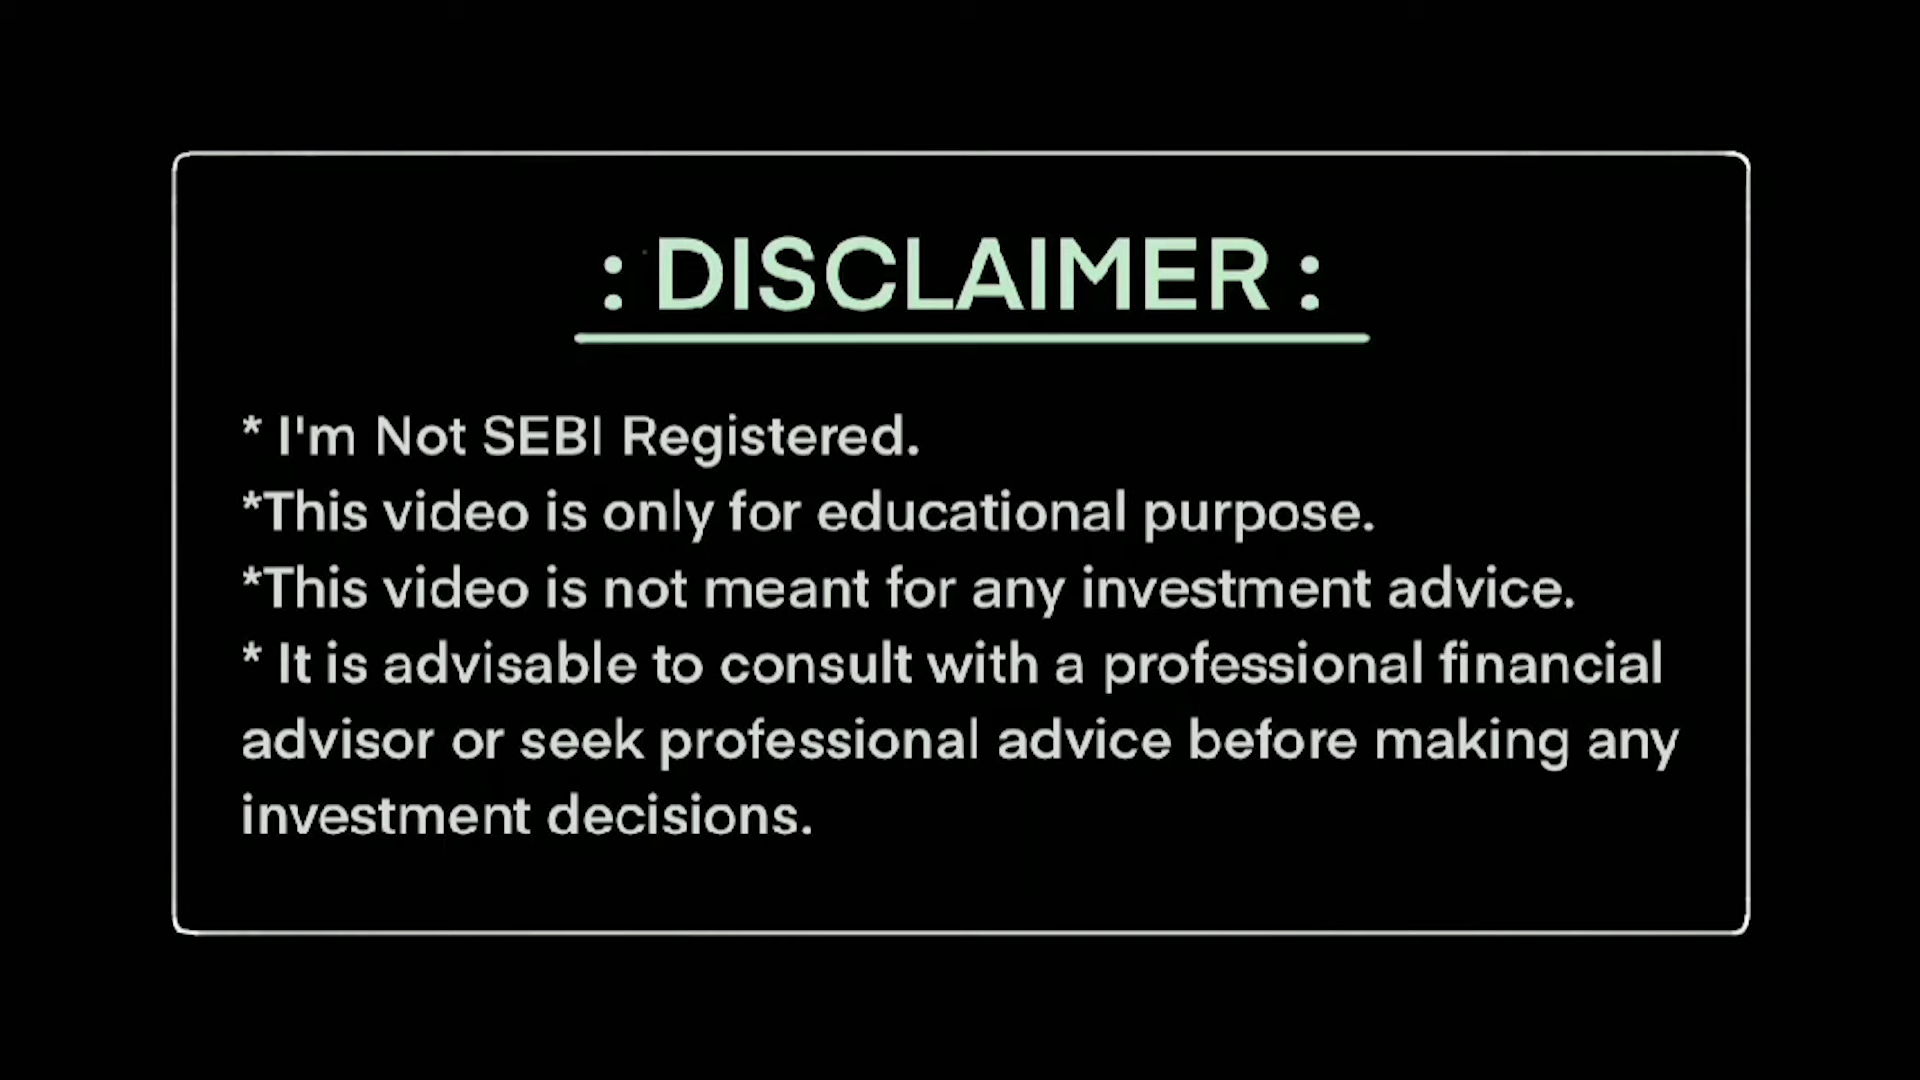 : DISCLAIMER :
* I'm Not SEBI Registered.
*This video is only for educational purpose.
*This video is not meant for any investment advice.
* It is advisable to consult with a professional financial
advisor or seek professional advice before making any
investment decisions.